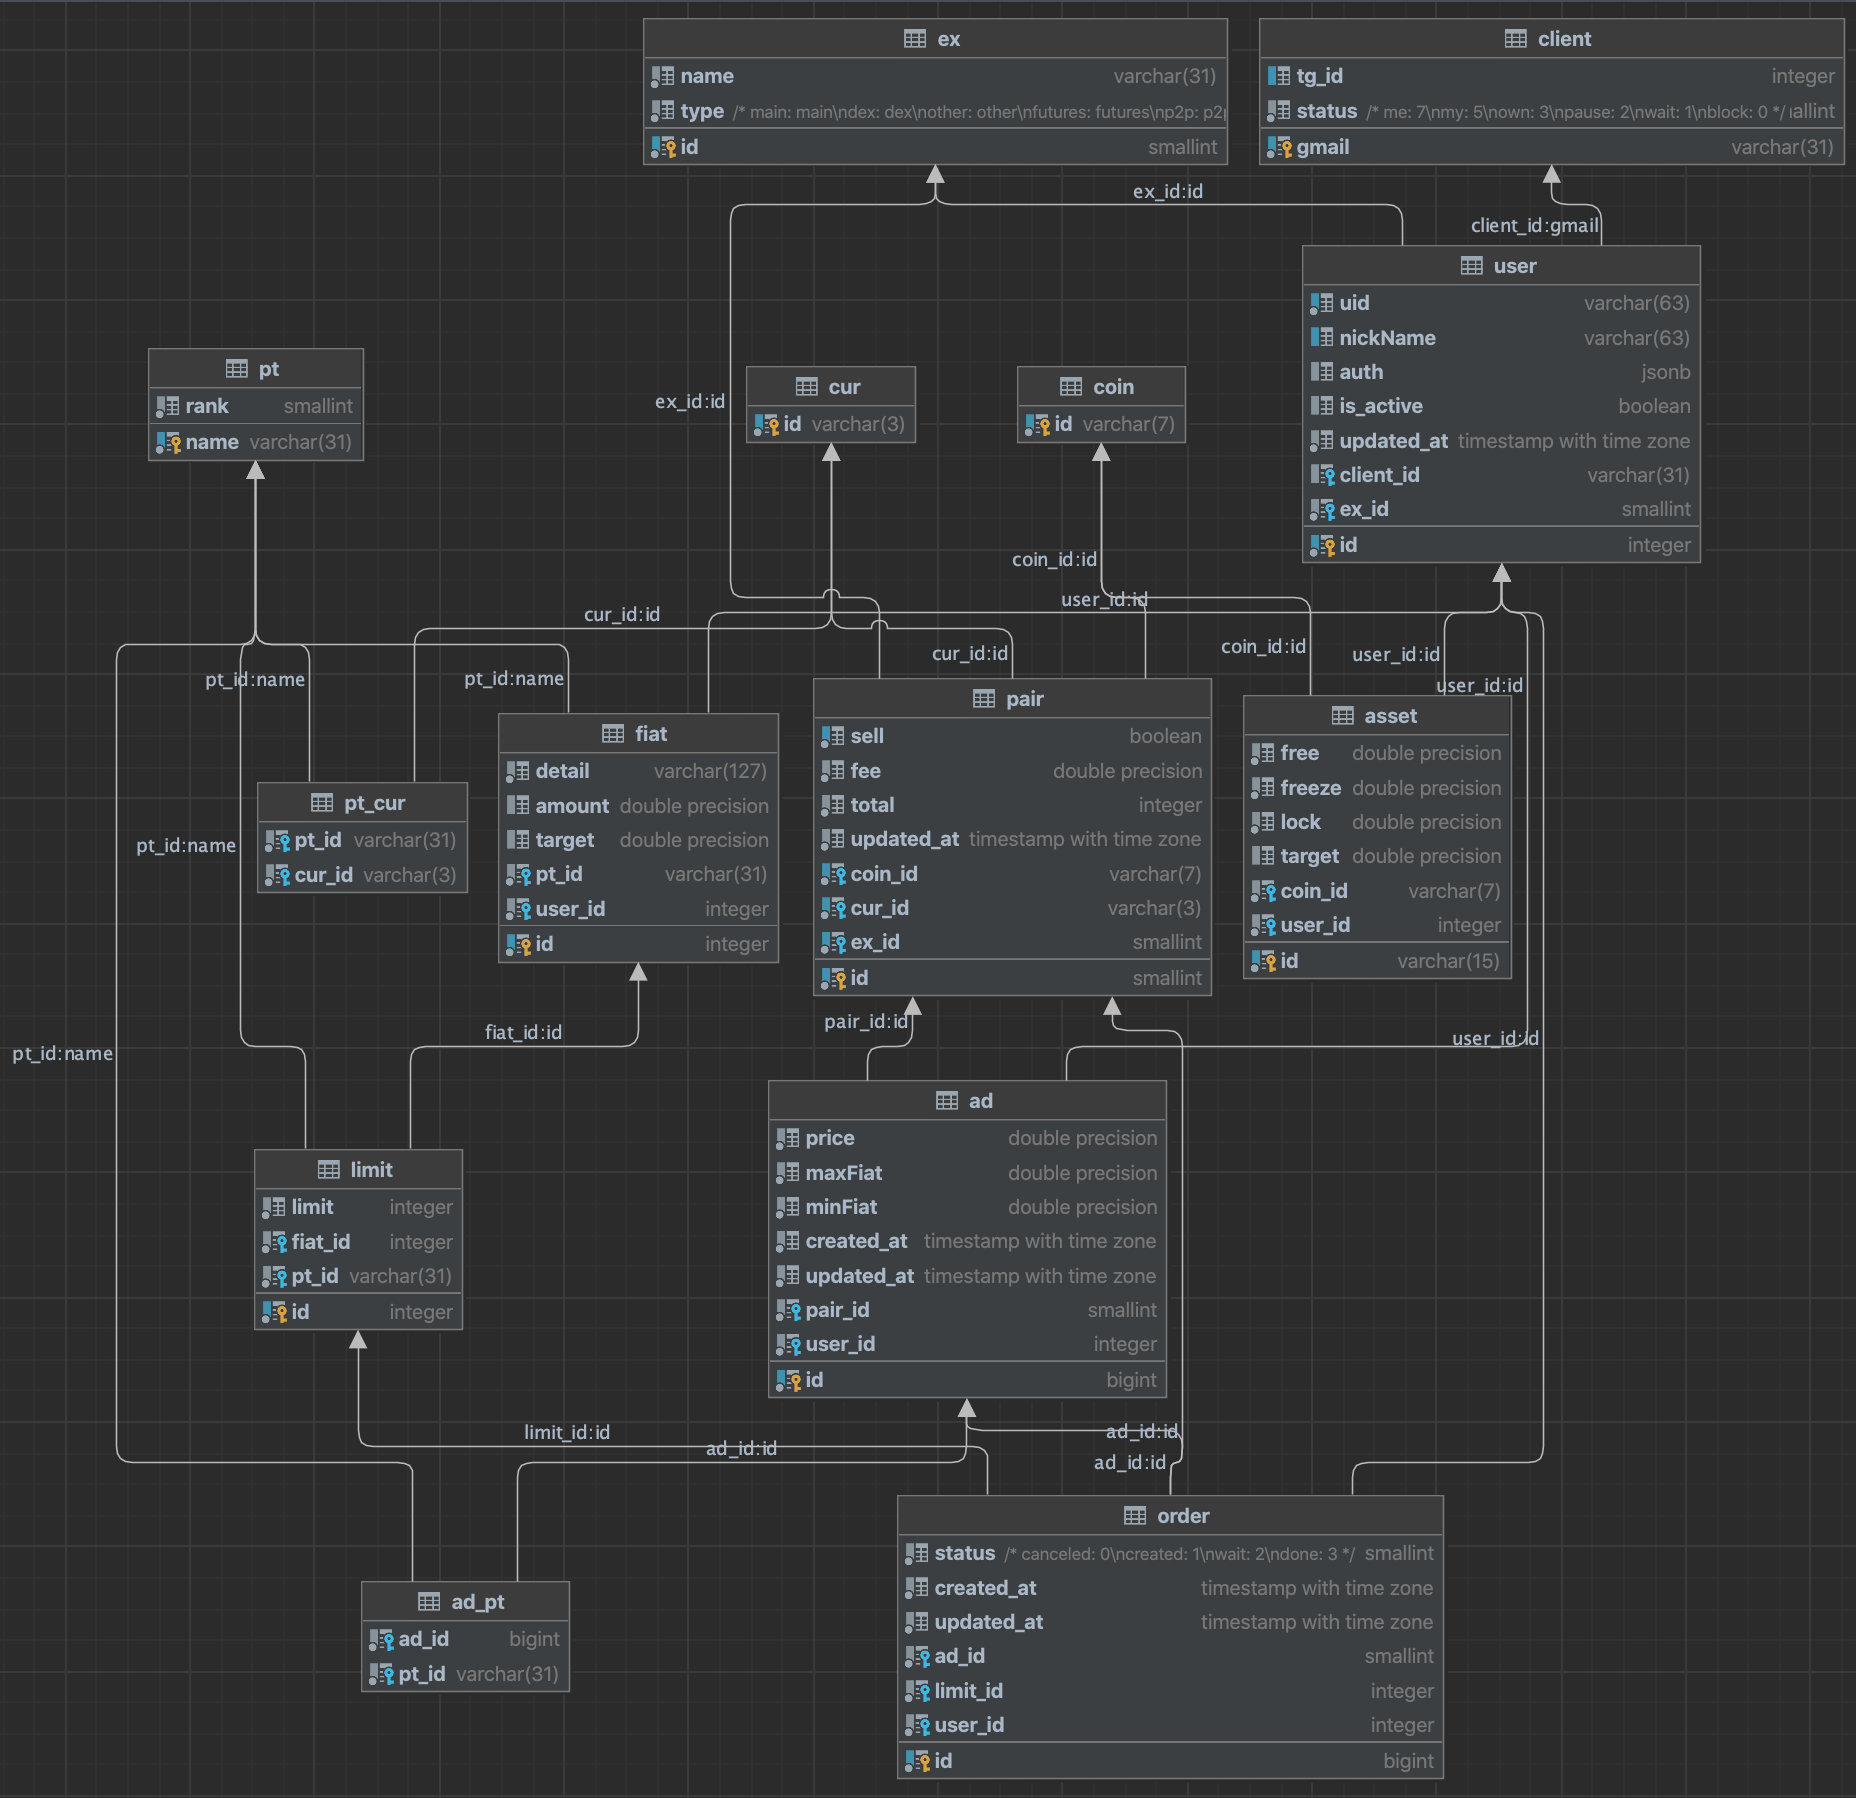 ex
name varchar(31)
type /* main: main\ndex: dex\nother: other\nfutures: futures\np2p: p2p
id smallint
client
tg_id integer
status /* me: 7\nmy: 5\nown: 3\npause: 2\nwait: 1\nblock: 0 */ allint
gmail varchar(31)
ex_id:id
client_id:gmail
user
uid varchar(63)
nickName varchar(63)
auth jsonb
is_active boolean
updated_at timestamp with time zone
client_id varchar(31)
ex_id smallint
id integer
pt
rank smallint
name varchar(31)
ex_id:id
cur
id varchar(3)
coin
id varchar(7)
coin_id:id
user_id:id
cur_id:id
cur_id:id
coin_id:id
user_id:id
user_id:id
pt_id:name
pt_id:name
fiat
detail varchar(127)
amount double precision
target double precision
pt_id varchar(31)
user_id integer
id integer
pair
sell boolean
fee double precision
total integer
updated_at timestamp with time zone
coin_id varchar(7)
cur_id varchar(3)
ex_id smallint
id smallint
asset
free double precision
freeze double precision
lock double precision
target double precision
coin_id varchar(7)
user_id integer
id varchar(15)
pt_cur
pt_id varchar(31)
cur_id varchar(3)
pt_id:name
pt_id:name
fiat_id:id
pair_id:id
user_id:id
ad
price double precision
maxFiat double precision
minFiat double precision
created_at timestamp with time zone
updated_at timestamp with time zone
pair_id smallint
user_id integer
id bigint
limit
limit integer
fiat_id integer
pt_id varchar(31)
id integer
limit_id:id
ad_id:id
ad_id:id
ad_id:id
order
status /* canceled: 0\ncreated: 1\nwait: 2\ndone: 3 */ smallint
created_at timestamp with time zone
updated_at timestamp with time zone
ad_id smallint
limit_id integer
user_id integer
id bigint
ad_pt
ad_id bigint
pt_id varchar(31)